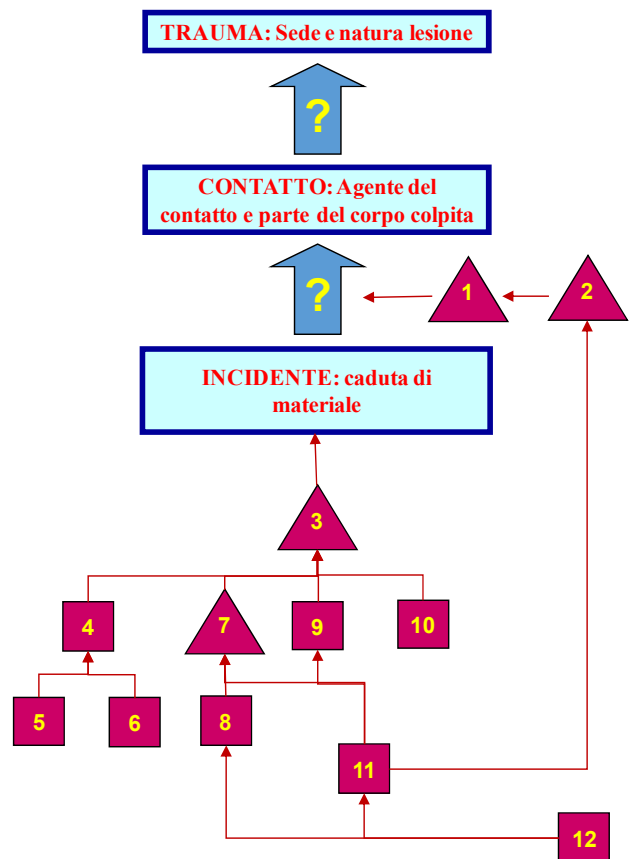 TRAUMA: Sede e natura lesione
?
CONTATTO: Agente del
contatto e parte del corpo colpita
?
1
2
INCIDENTE: caduta di
materiale
3
4
7
9
10
5
6
8
11
12